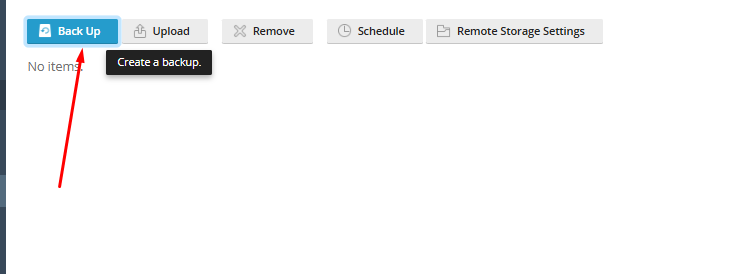 Back Up Upload Remove Schedule Remote Storage Settings
No items.
Create a backup.